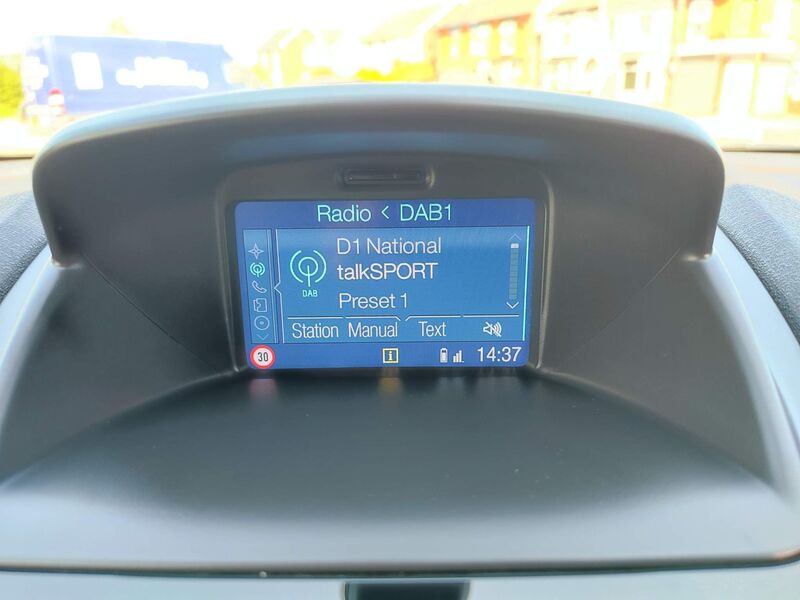 Radio < DAB1
D1 National
talkSPORT
DAB
Preset 1
Station Manual Text
30 i 14:37